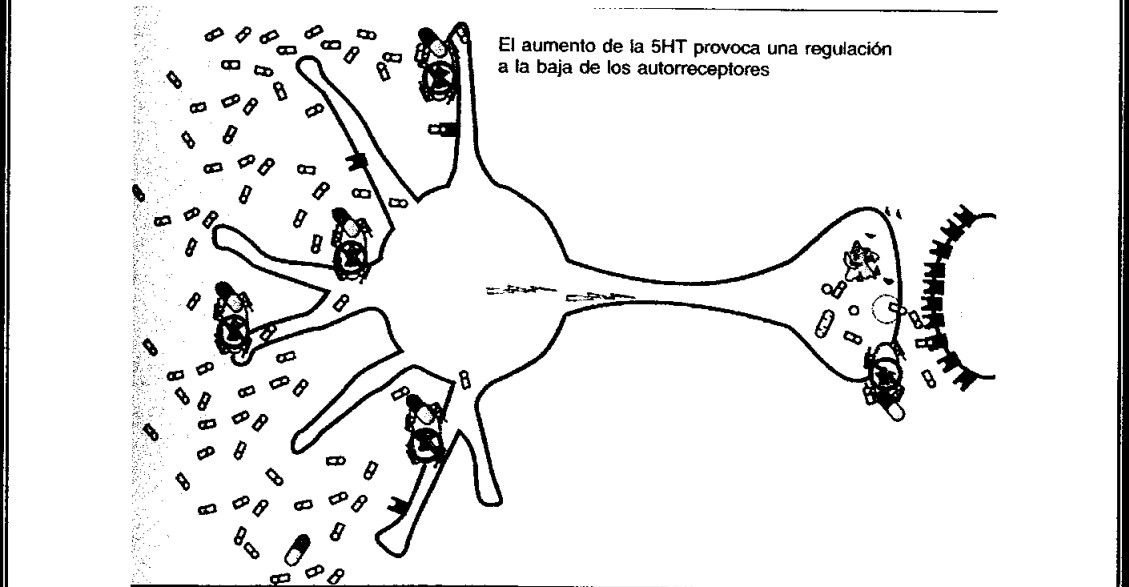 El aumento de la 5HT provoca una regulación
a la baja de los autorreceptores